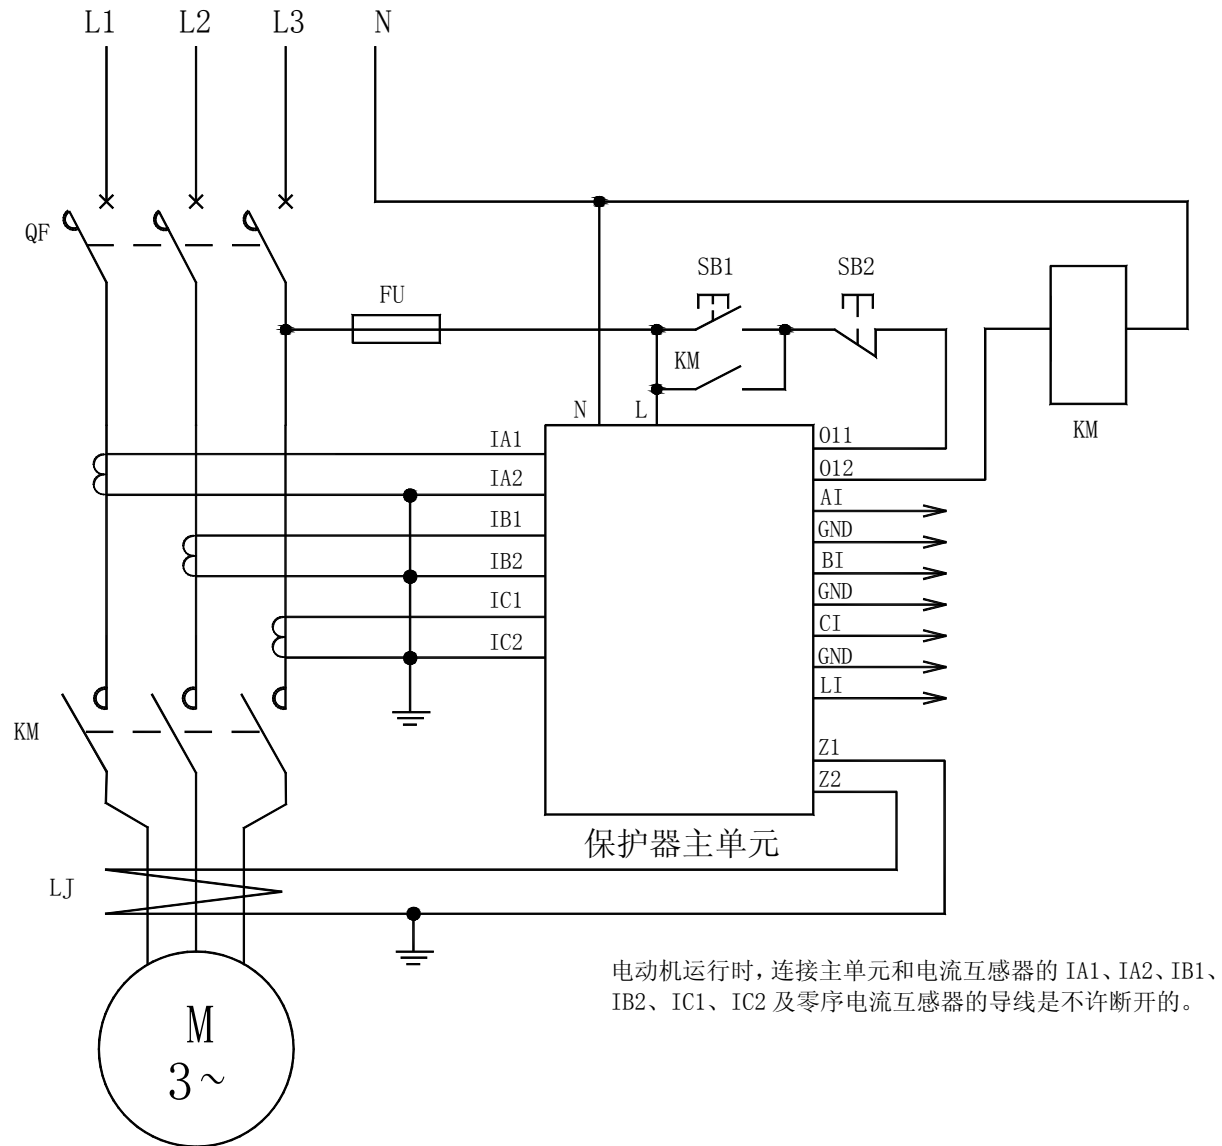 L1 L2 L3 N
QF
SB1 SB2
FU
KM
N L
KM
IA1
O11
IA2
O12
AI
IB1
GND
IB2
BI
IC1
GND
CI
IC2
GND
LI
KM
Z1
Z2
保护器主单元
LJ
电动机运行时,连接主单元和电流互感器的 IA1、IA2、IB1、
IB2、IC1、IC2 及零序电流互感器的导线是不许断开的。
M
3~